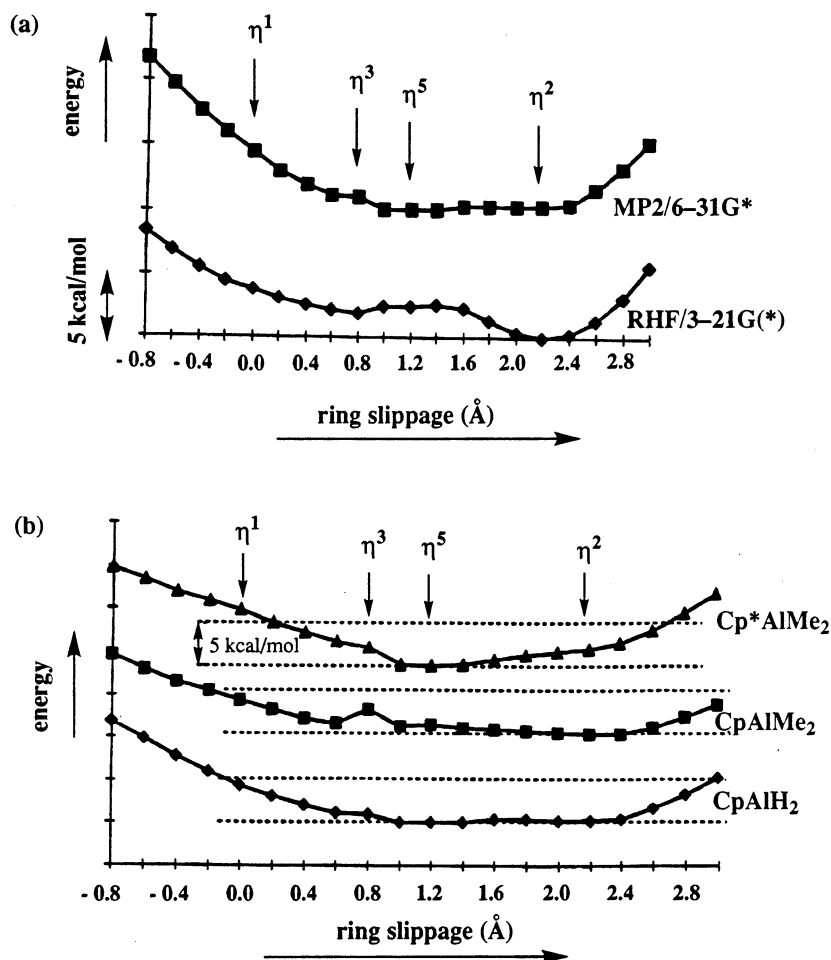 (a)
energy
5 kcal/mol
η¹
η³
η⁵
η²
MP2/6–31G*
RHF/3–21G(*)
- 0.8 - 0.4 0.0 0.4 0.8 1.2 1.6 2.0 2.4 2.8
ring slippage (Å)
(b)
energy
η¹
η³
η⁵
η²
Cp*AlMe₂
5 kcal/mol
CpAlMe₂
CpAlH₂
- 0.8 - 0.4 0.0 0.4 0.8 1.2 1.6 2.0 2.4 2.8
ring slippage (Å)